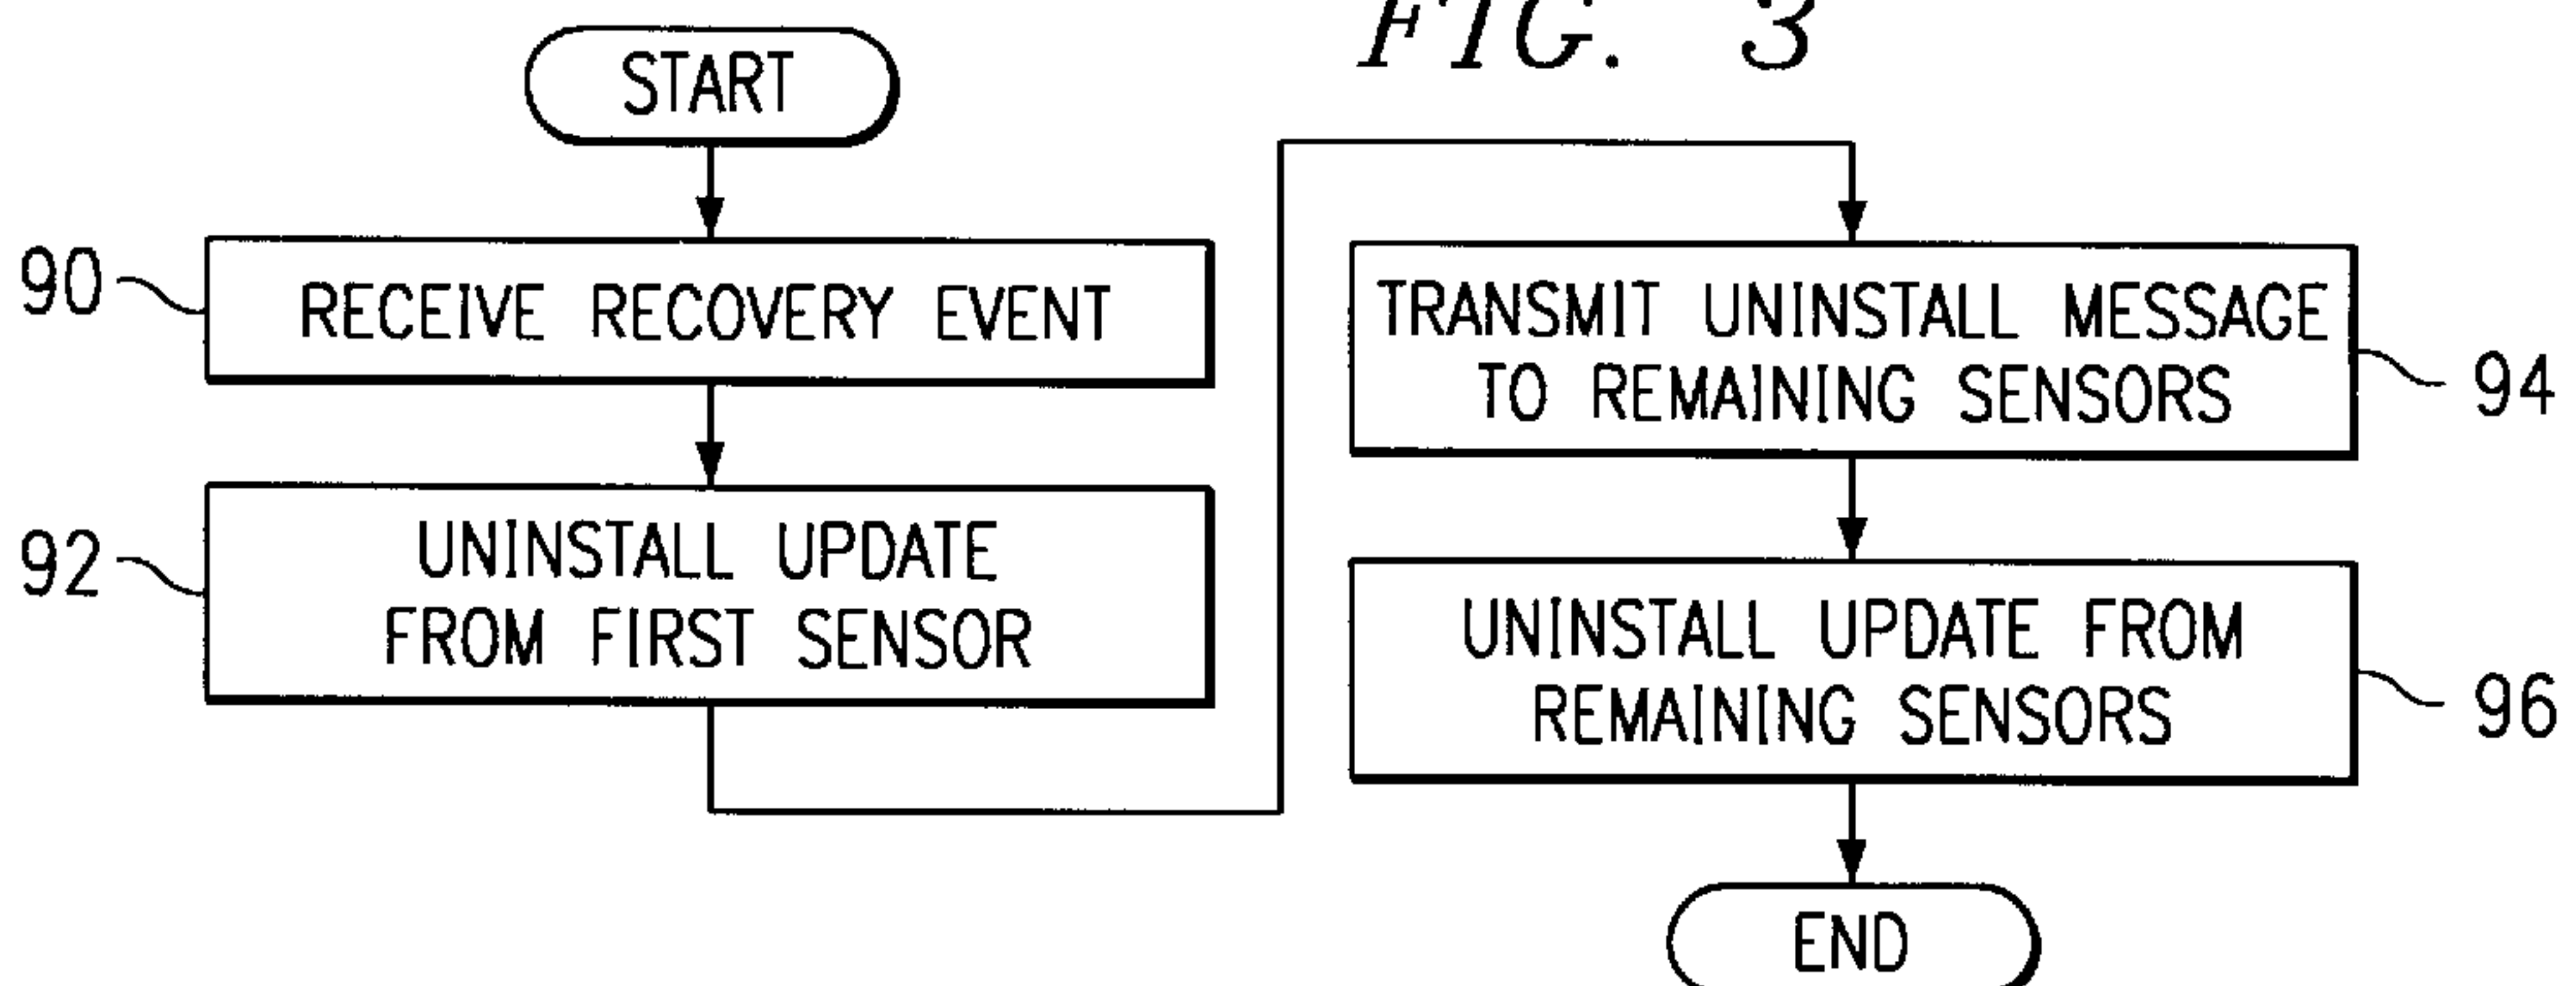 FIG. 3
START
90
RECEIVE RECOVERY EVENT
92
UNINSTALL UPDATE
FROM FIRST SENSOR
TRANSMIT UNINSTALL MESSAGE
TO REMAINING SENSORS
94
UNINSTALL UPDATE FROM
REMAINING SENSORS
96
END